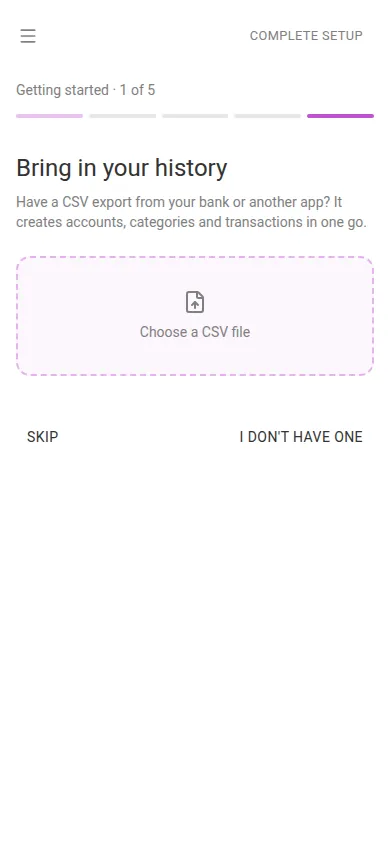 COMPLETE SETUP
Getting started · 1 of 5
Bring in your history
Have a CSV export from your bank or another app? It
creates accounts, categories and transactions in one go.
Choose a CSV file
SKIP
I DON'T HAVE ONE